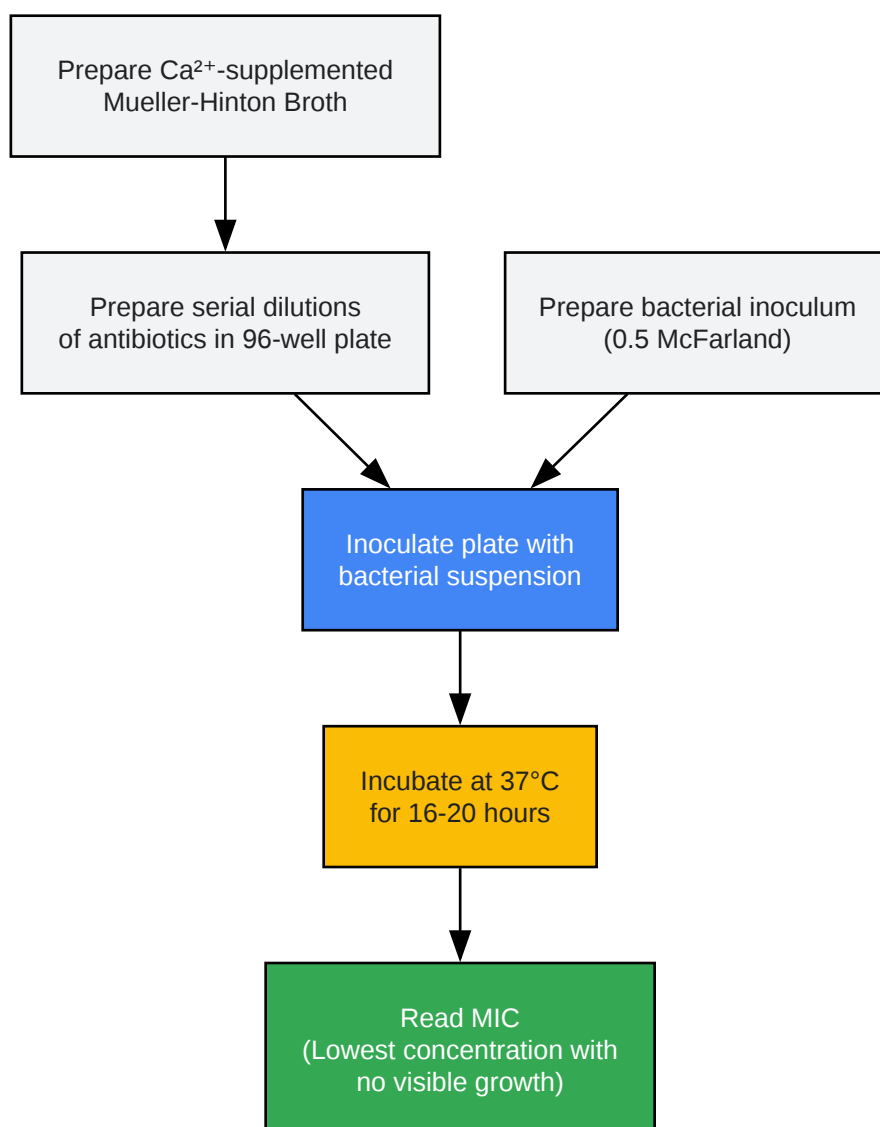 Prepare Ca²⁺-supplemented
Mueller-Hinton Broth
Prepare serial dilutions
of antibiotics in 96-well plate
Prepare bacterial inoculum
(0.5 McFarland)
Inoculate plate with
bacterial suspension
Incubate at 37°C
for 16-20 hours
Read MIC
(Lowest concentration with
no visible growth)